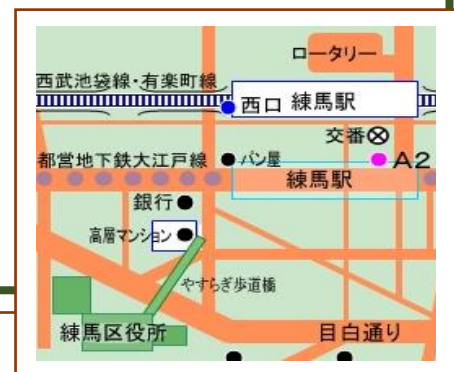 ロータリー
西武池袋線・有楽町線
西口 練馬駅
交番
都営地下鉄大江戸線
パン屋
A2
練馬駅
銀行
高層マンション
やすらぎ歩道橋
練馬区役所
目白通り